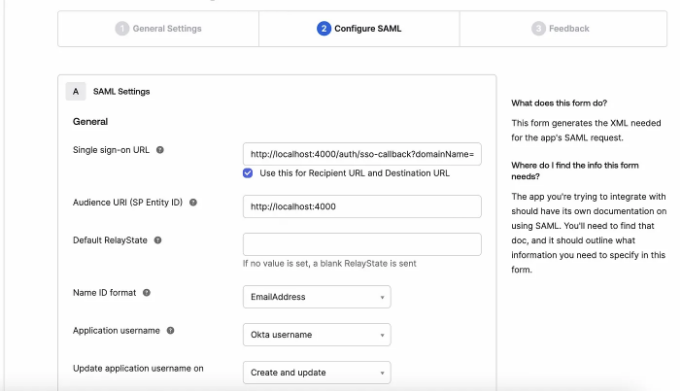 1 General Settings
2 Configure SAML
3 Feedback
A SAML Settings
General
Single sign-on URL ?
http://localhost:4000/auth/sso-callback?domainName=
Use this for Recipient URL and Destination URL
Audience URI (SP Entity ID) ?
http://localhost:4000
Default RelayState ?
If no value is set, a blank RelayState is sent
Name ID format ?
EmailAddress
Application username ?
Okta username
Update application username on
Create and update
What does this form do?
This form generates the XML needed
for the app's SAML request.
Where do I find the info this form
needs?
The app you're trying to integrate with
should have its own documentation on
using SAML. You'll need to find that
doc, and it should outline what
information you need to specify in this
form.